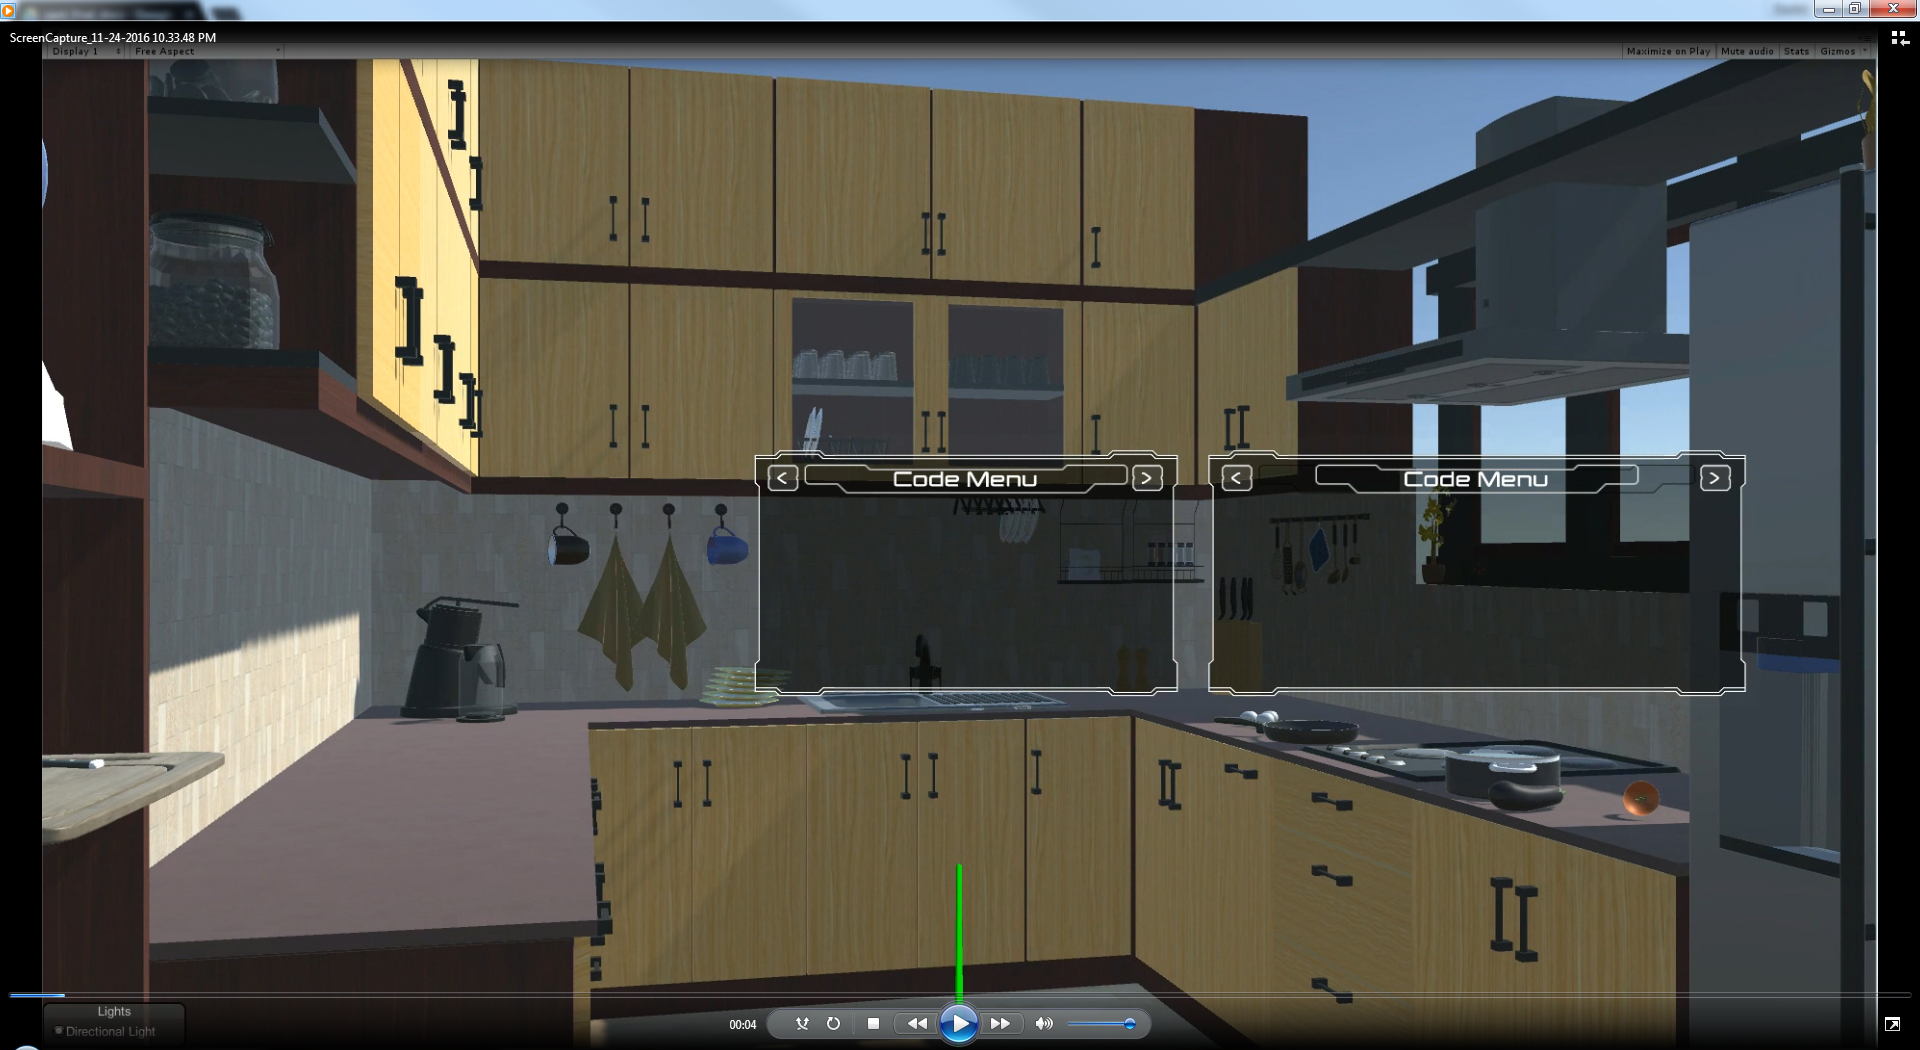 ScreenCapture_11-24-2016 10.33.48 PM
Display 1 Free Aspect Maximize on Play Mute audio Stats Gizmos
< Code Menu >
< Code Menu >
Lights
Directional Light
00:04